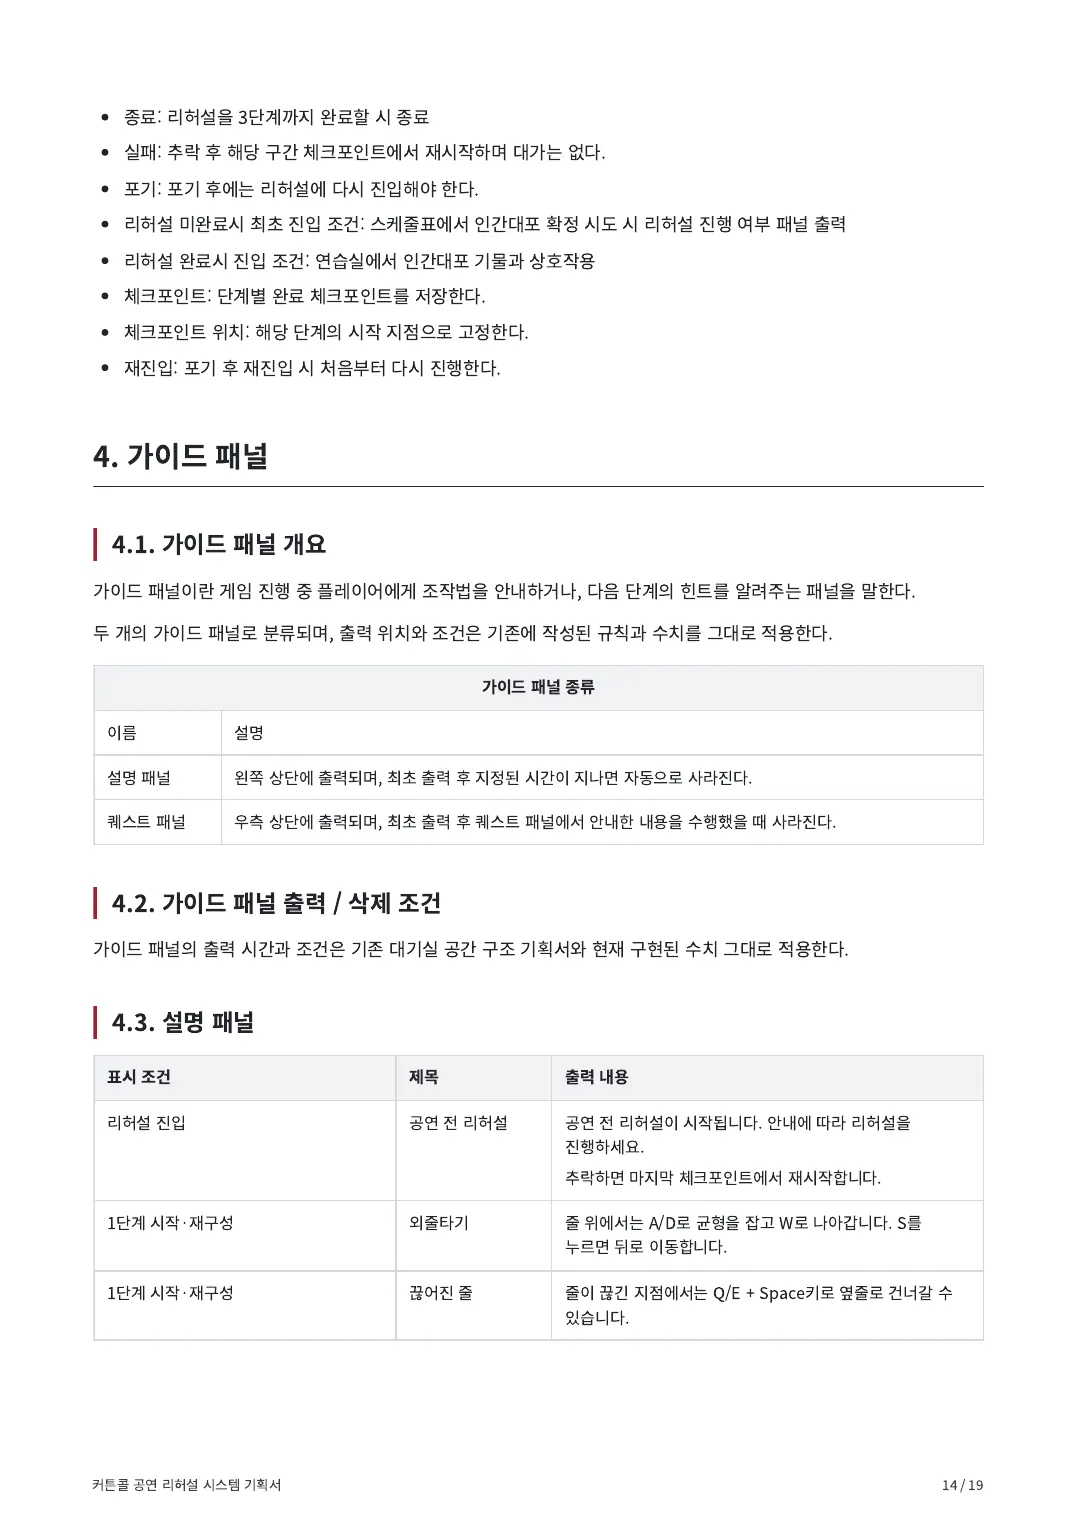 종료: 리허설을 3단계까지 완료할 시 종료
실패: 추락 후 해당 구간 체크포인트에서 재시작하며 대가는 없다.
포기: 포기 후에는 리허설에 다시 진입해야 한다.
리허설 미완료시 최초 진입 조건: 스케줄표에서 인간대포 확정 시도 시 리허설 진행 여부 패널 출력
리허설 완료시 진입 조건: 연습실에서 인간대포 기물과 상호작용
체크포인트: 단계별 완료 체크포인트를 저장한다.
체크포인트 위치: 해당 단계의 시작 지점으로 고정한다.
재진입: 포기 후 재진입 시 처음부터 다시 진행한다.
4. 가이드 패널
4.1. 가이드 패널 개요
가이드 패널이란 게임 진행 중 플레이어에게 조작법을 안내하거나, 다음 단계의 힌트를 알려주는 패널을 말한다.
두 개의 가이드 패널로 분류되며, 출력 위치와 조건은 기존에 작성된 규칙과 수치를 그대로 적용한다.
가이드 패널 종류
이름 설명
설명 패널 왼쪽 상단에 출력되며, 최초 출력 후 지정된 시간이 지나면 자동으로 사라진다.
퀘스트 패널 우측 상단에 출력되며, 최초 출력 후 퀘스트 패널에서 안내한 내용을 수행했을 때 사라진다.
4.2. 가이드 패널 출력 / 삭제 조건
가이드 패널의 출력 시간과 조건은 기존 대기실 공간 구조 기획서와 현재 구현된 수치 그대로 적용한다.
4.3. 설명 패널
표시 조건 제목 출력 내용
리허설 진입 공연 전 리허설 공연 전 리허설이 시작됩니다. 안내에 따라 리허설을
진행하세요.
추락하면 마지막 체크포인트에서 재시작합니다.
1단계 시작·재구성 외줄타기 줄 위에서는 A/D로 균형을 잡고 W로 나아갑니다. S를
누르면 뒤로 이동합니다.
1단계 시작·재구성 끊어진 줄 줄이 끊긴 지점에서는 Q/E + Space키로 옆줄로 건너갈 수
있습니다.
커튼콜 공연 리허설 시스템 기획서 14 / 19